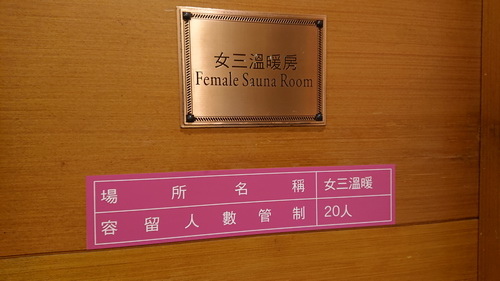 女三溫暖房
Female Sauna Room
場所名稱 女三溫暖
容留人數管制 20人